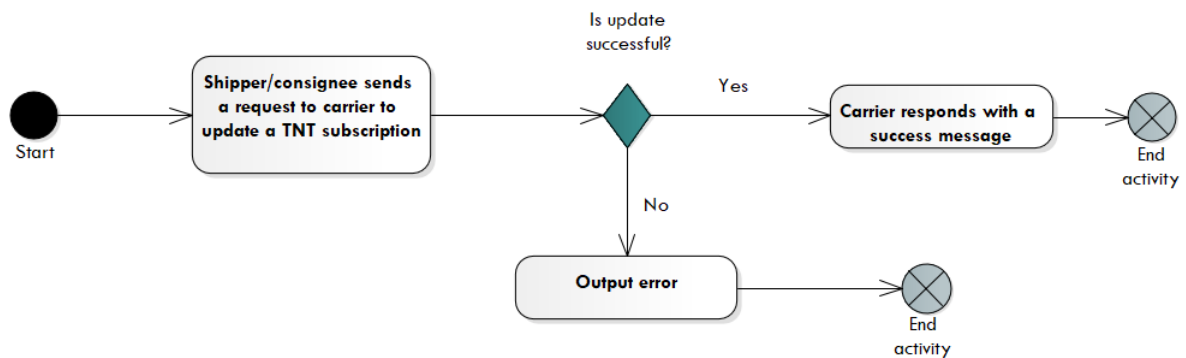 Is update
successful?
Shipper/consignee sends
a request to carrier to
update a TNT subscription
Yes
Carrier responds with a
success message
Start
End
activity
No
Output error
End
activity